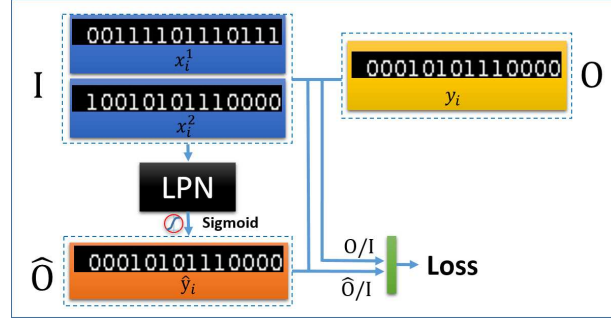 00111101110111
x_i^1
I
10010101110000
x_i^2
00010101110000
y_i
O
LPN
Sigmoid
Ô
00010101110000
ŷ_i
O/I
Ô/I
Loss